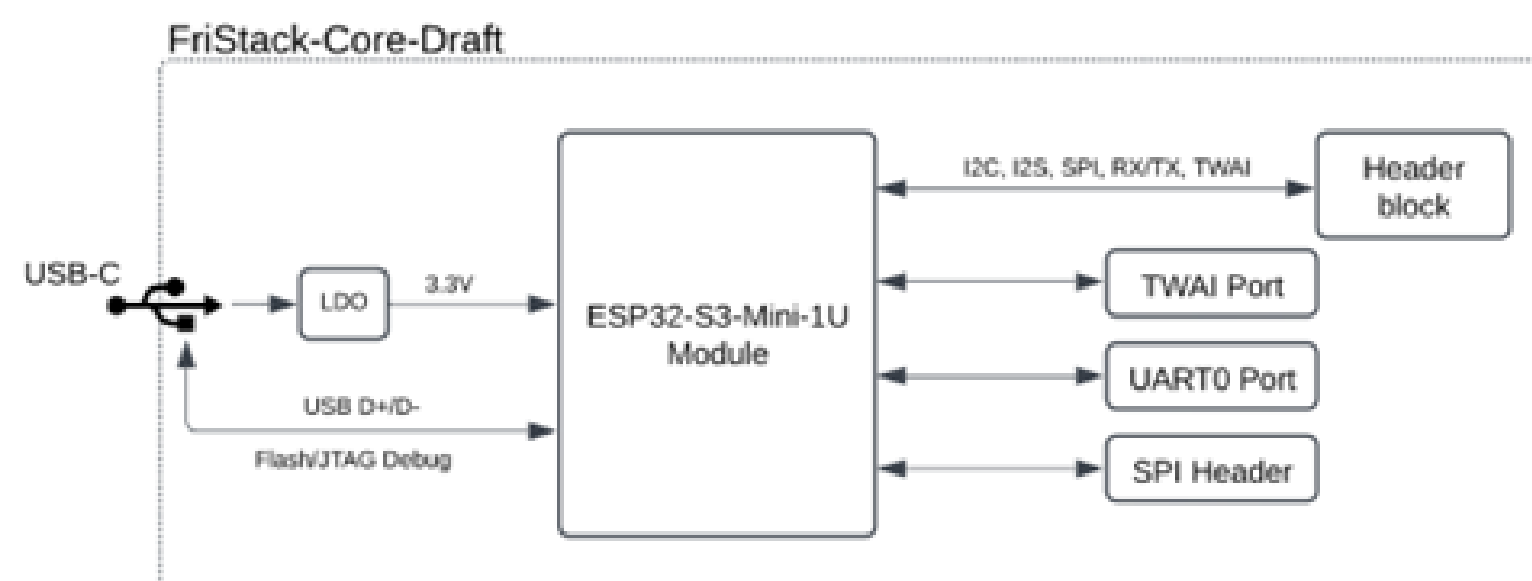 FriStack-Core-Draft
I2C, I2S, SPI, RX/TX, TWAI
Header
block
USB-C
LDO
3.3V
TWAI Port
ESP32-S3-Mini-1U
Module
UART0 Port
USB D+/D-
Flash/JTAG Debug
SPI Header